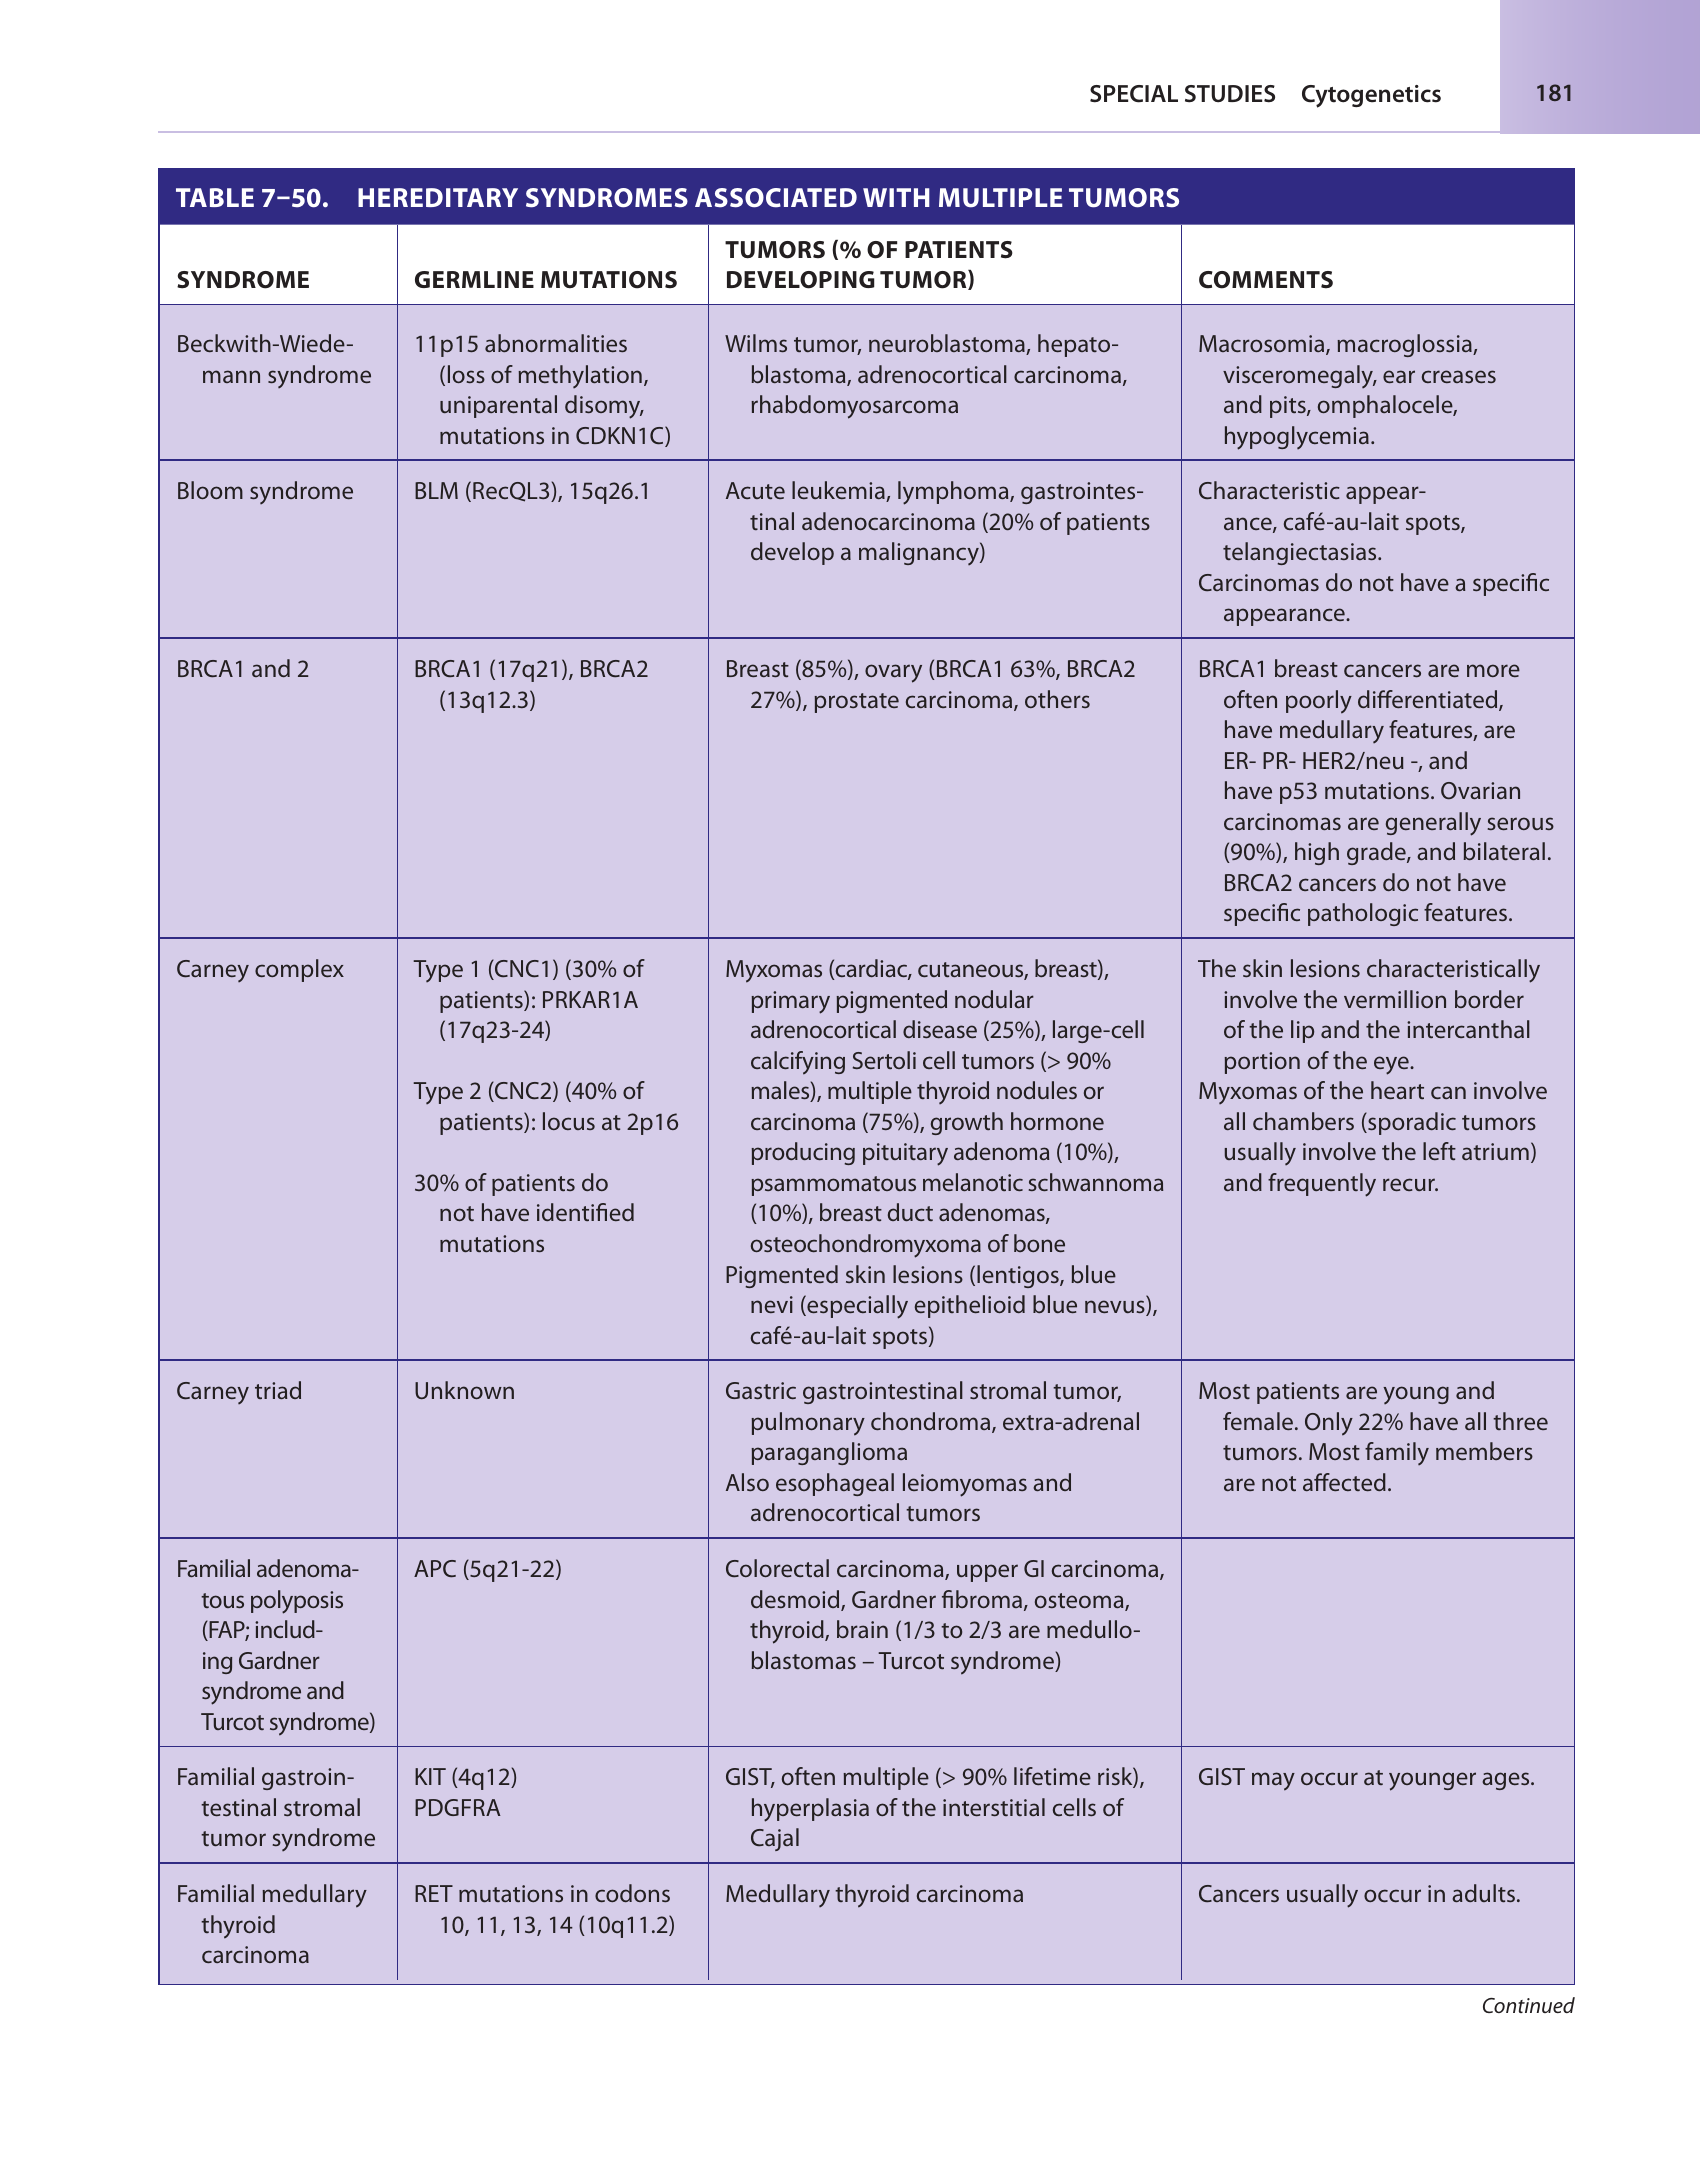 SPECIAL STUDIES Cytogenetics 181
TABLE 7–50. HEREDITARY SYNDROMES ASSOCIATED WITH MULTIPLE TUMORS
SYNDROME
GERMLINE MUTATIONS
TUMORS (% OF PATIENTS
DEVELOPING TUMOR)
COMMENTS
Beckwith-Wiede-
mann syndrome
11p15 abnormalities
(loss of methylation,
uniparental disomy,
mutations in CDKN1C)
Wilms tumor, neuroblastoma, hepato-
blastoma, adrenocortical carcinoma,
rhabdomyosarcoma
Macrosomia, macroglossia,
visceromegaly, ear creases
and pits, omphalocele,
hypoglycemia.
Bloom syndrome
BLM (RecQL3), 15q26.1
Acute leukemia, lymphoma, gastrointes-
tinal adenocarcinoma (20% of patients
develop a malignancy)
Characteristic appear-
ance, café-au-lait spots,
telangiectasias.
Carcinomas do not have a specific
appearance.
BRCA1 and 2
BRCA1 (17q21), BRCA2
(13q12.3)
Breast (85%), ovary (BRCA1 63%, BRCA2
27%), prostate carcinoma, others
BRCA1 breast cancers are more
often poorly differentiated,
have medullary features, are
ER- PR- HER2/neu -, and
have p53 mutations. Ovarian
carcinomas are generally serous
(90%), high grade, and bilateral.
BRCA2 cancers do not have
specific pathologic features.
Carney complex
Type 1 (CNC1) (30% of
patients): PRKAR1A
(17q23-24)
Type 2 (CNC2) (40% of
patients): locus at 2p16
30% of patients do
not have identified
mutations
Myxomas (cardiac, cutaneous, breast),
primary pigmented nodular
adrenocortical disease (25%), large-cell
calcifying Sertoli cell tumors (> 90%
males), multiple thyroid nodules or
carcinoma (75%), growth hormone
producing pituitary adenoma (10%),
psammomatous melanotic schwannoma
(10%), breast duct adenomas,
osteochondromyxoma of bone
Pigmented skin lesions (lentigos, blue
nevi (especially epithelioid blue nevus),
café-au-lait spots)
The skin lesions characteristically
involve the vermillion border
of the lip and the intercanthal
portion of the eye.
Myxomas of the heart can involve
all chambers (sporadic tumors
usually involve the left atrium)
and frequently recur.
Carney triad
Unknown
Gastric gastrointestinal stromal tumor,
pulmonary chondroma, extra-adrenal
paraganglioma
Also esophageal leiomyomas and
adrenocortical tumors
Most patients are young and
female. Only 22% have all three
tumors. Most family members
are not affected.
Familial adenoma-
tous polyposis
(FAP; includ-
ing Gardner
syndrome and
Turcot syndrome)
APC (5q21-22)
Colorectal carcinoma, upper GI carcinoma,
desmoid, Gardner fibroma, osteoma,
thyroid, brain (1/3 to 2/3 are medullo-
blastomas – Turcot syndrome)
Familial gastroin-
testinal stromal
tumor syndrome
KIT (4q12)
PDGFRA
GIST, often multiple (> 90% lifetime risk),
hyperplasia of the interstitial cells of
Cajal
GIST may occur at younger ages.
Familial medullary
thyroid
carcinoma
RET mutations in codons
10, 11, 13, 14 (10q11.2)
Medullary thyroid carcinoma
Cancers usually occur in adults.
Continued